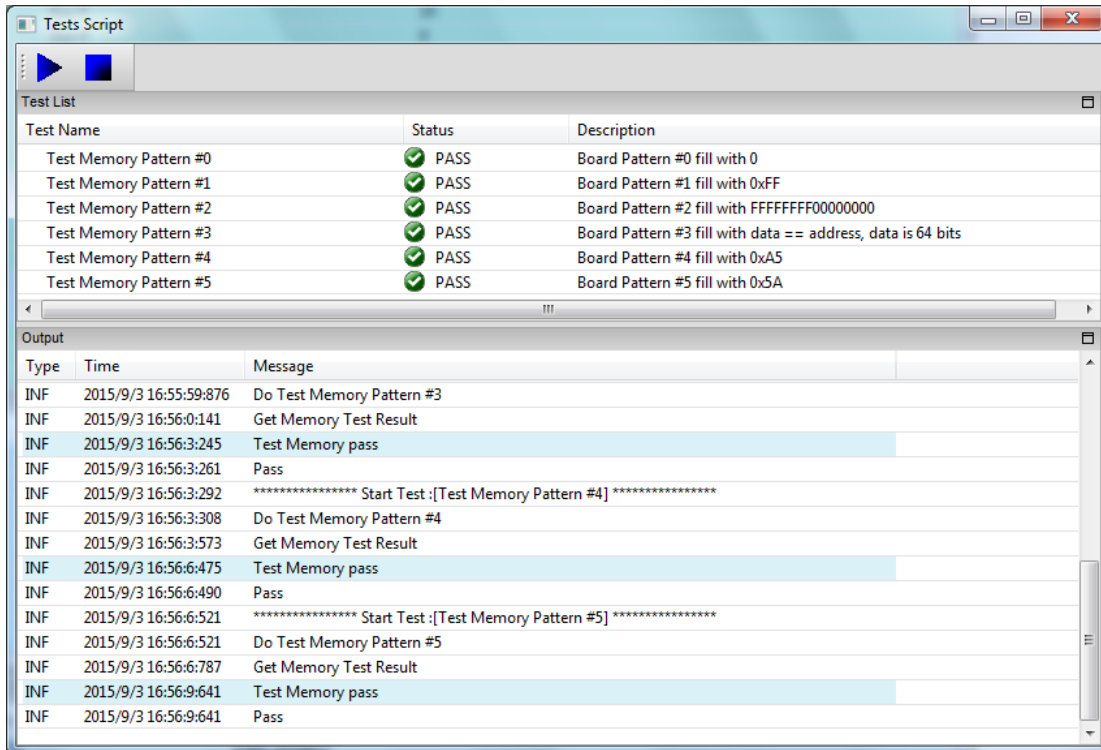 Tests Script
Test List
Test Name Status Description
Test Memory Pattern #0 PASS Board Pattern #0 fill with 0
Test Memory Pattern #1 PASS Board Pattern #1 fill with 0xFF
Test Memory Pattern #2 PASS Board Pattern #2 fill with FFFFFFFF00000000
Test Memory Pattern #3 PASS Board Pattern #3 fill with data == address, data is 64 bits
Test Memory Pattern #4 PASS Board Pattern #4 fill with 0xA5
Test Memory Pattern #5 PASS Board Pattern #5 fill with 0x5A
Output
Type Time Message
INF 2015/9/3 16:55:59:876 Do Test Memory Pattern #3
INF 2015/9/3 16:56:0:141 Get Memory Test Result
INF 2015/9/3 16:56:3:245 Test Memory pass
INF 2015/9/3 16:56:3:261 Pass
INF 2015/9/3 16:56:3:292 **************** Start Test :[Test Memory Pattern #4] ****************
INF 2015/9/3 16:56:3:308 Do Test Memory Pattern #4
INF 2015/9/3 16:56:3:573 Get Memory Test Result
INF 2015/9/3 16:56:6:475 Test Memory pass
INF 2015/9/3 16:56:6:490 Pass
INF 2015/9/3 16:56:6:521 **************** Start Test :[Test Memory Pattern #5] ****************
INF 2015/9/3 16:56:6:521 Do Test Memory Pattern #5
INF 2015/9/3 16:56:6:787 Get Memory Test Result
INF 2015/9/3 16:56:9:641 Test Memory pass
INF 2015/9/3 16:56:9:641 Pass